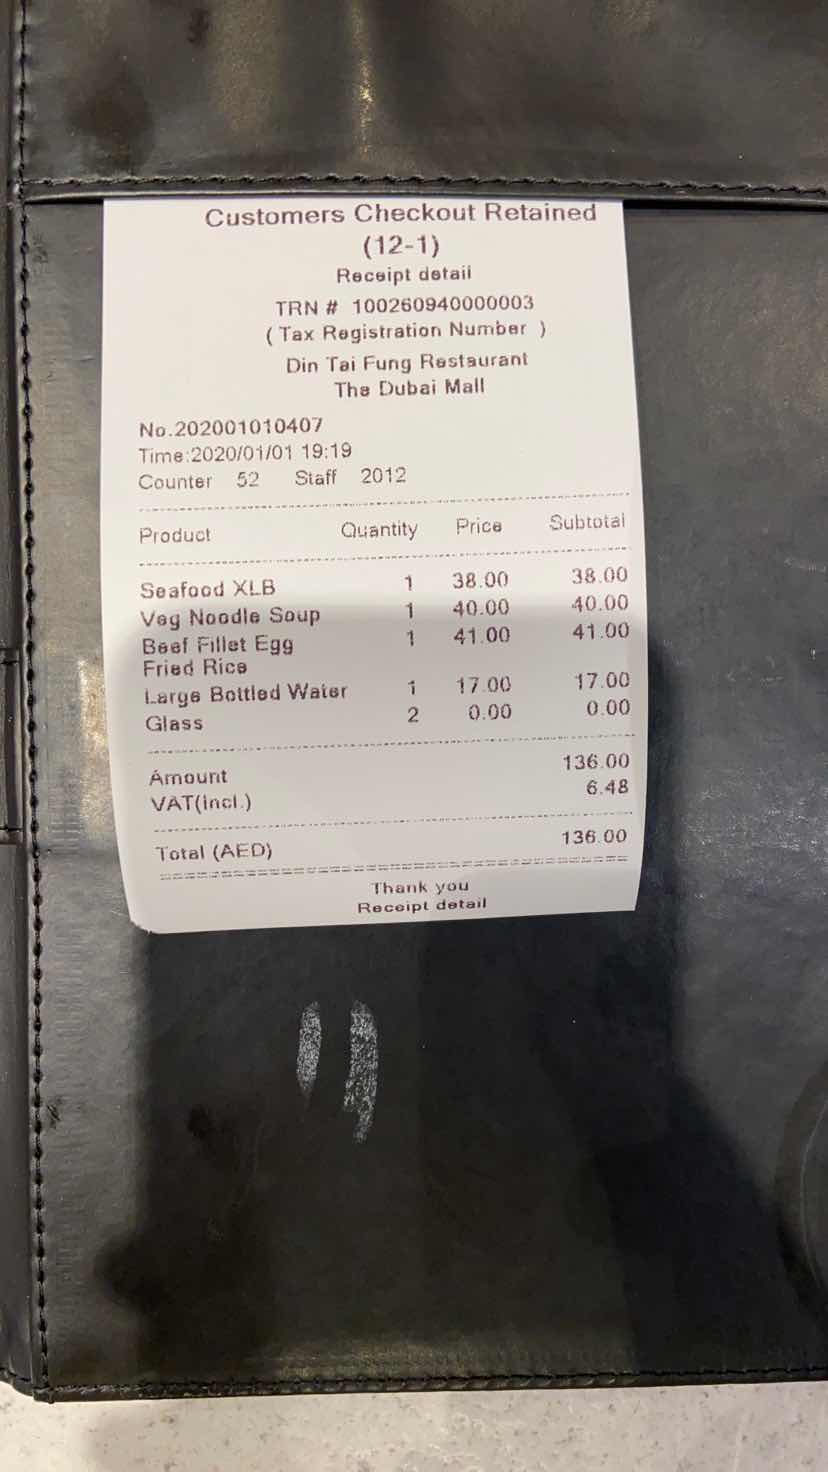 Customers Checkout Retained
(12-1)
Receipt detail
TRN # 100260940000003
( Tax Registration Number )
Din Tai Fung Restaurant
The Dubai Mall
No.202001010407
Time:2020/01/01 19:19
Counter 52 Staff 2012
Product Quantity Price Subtotal
Seafood XLB 1 38.00 38.00
Veg Noodle Soup 1 40.00 40.00
Beef Fillet Egg 1 41.00 41.00
Fried Rice
Large Bottled Water 1 17.00 17.00
Glass 2 0.00 0.00
Amount 136.00
VAT(Incl.) 6.48
Total (AED) 136.00
Thank you
Receipt detail